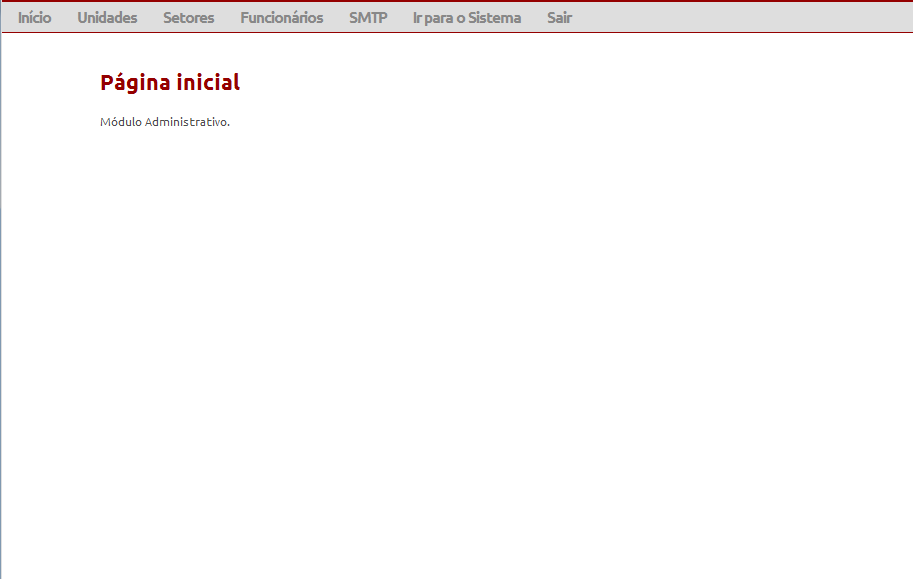 Início Unidades Setores Funcionários SMTP Ir para o Sistema Sair
Página inicial
Módulo Administrativo.